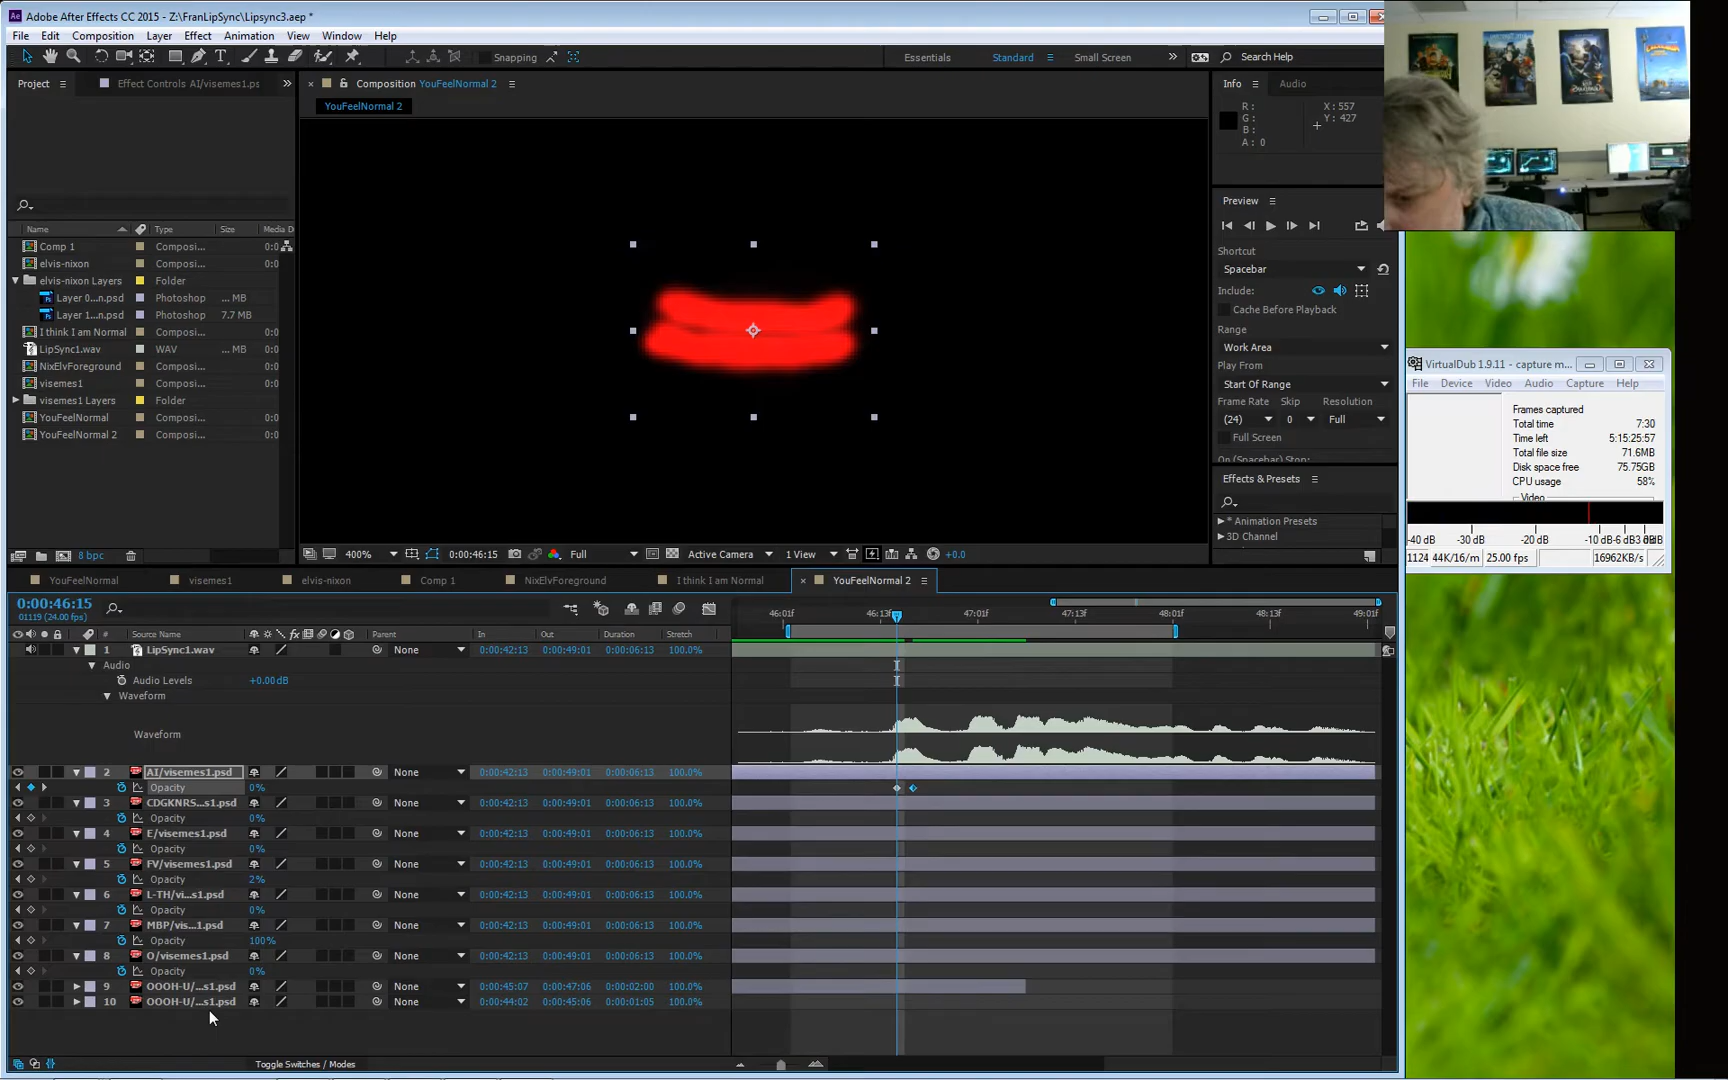 Adobe After Effects CC 2015 - Z:\FranLipSync\Lipsync3.aep *
File Edit Composition Layer Effect Animation View Window Help
Snapping
Essentials Standard Small Screen Search Help
Project Effect Controls AI/visemes1.ps
Composition YouFeelNormal 2
YouFeelNormal 2
Name Type Size Media D
Comp 1 Composi... 0:0
elvis-nixon Composi... 0:0
elvis-nixon Layers Folder
Layer 0...n.psd Photoshop ... MB
Layer 1...n.psd Photoshop 7.7 MB
I think I am Normal Composi... 0:0
LipSync1.wav WAV ... MB 0:0
NixElvForeground Composi... 0:0
visemes1 Composi... 0:0
visemes1 Layers Folder
YouFeelNormal Composi... 0:0
YouFeelNormal 2 Composi... 0:0
8 bpc
400% 0:00:46:15 Full Active Camera 1 View +0.0
Info Audio
R : X : 557
G : Y : 427
B :
A : 0
Preview
Shortcut
Spacebar
Include:
Cache Before Playback
Range
Work Area
Play From
Start Of Range
Frame Rate Skip Resolution
(24) 0 Full
Full Screen
On (Spacebar) Stop:
Effects & Presets
* Animation Presets
3D Channel
VirtualDub 1.9.11 - capture m...
File Device Video Audio Capture Help
Frames captured
Total time 7:30
Time left 5:15:25:57
Total file size 71.6MB
Disk space free 75.75GB
CPU usage 58%
Video
-40 dB -30 dB -20 dB
1124 44K/16/m 25.00 fps 16962KB/s
YouFeelNormal visemes1 elvis-nixon Comp 1 NixElvForeground I think I am Normal YouFeelNormal 2
0:00:46:15
01119 (24.00 fps)
46:01f 46:13f 47:01f 47:13f 48:01f 48:13f 49:01f
# Source Name Parent In Out Duration Stretch
1 LipSync1.wav None 0:00:42:13 0:00:49:01 0:00:06:13 100.0%
Audio
Audio Levels +0.00dB
Waveform
Waveform
2 AI/visemes1.psd None 0:00:42:13 0:00:49:01 0:00:06:13 100.0%
Opacity 0%
3 CDGKNRS...s1.psd None 0:00:42:13 0:00:49:01 0:00:06:13 100.0%
Opacity 0%
4 E/visemes1.psd None 0:00:42:13 0:00:49:01 0:00:06:13 100.0%
Opacity 0%
5 FV/visemes1.psd None 0:00:42:13 0:00:49:01 0:00:06:13 100.0%
Opacity 2%
6 L-TH/vi...s1.psd None 0:00:42:13 0:00:49:01 0:00:06:13 100.0%
Opacity 0%
7 MBP/vis...1.psd None 0:00:42:13 0:00:49:01 0:00:06:13 100.0%
Opacity 100%
8 O/visemes1.psd None 0:00:42:13 0:00:49:01 0:00:06:13 100.0%
Opacity 0%
9 OOOH-U/...s1.psd None 0:00:45:07 0:00:47:06 0:00:02:00 100.0%
10 OOOH-U/...s1.psd None 0:00:44:02 0:00:45:06 0:00:01:05 100.0%
Toggle Switches / Modes